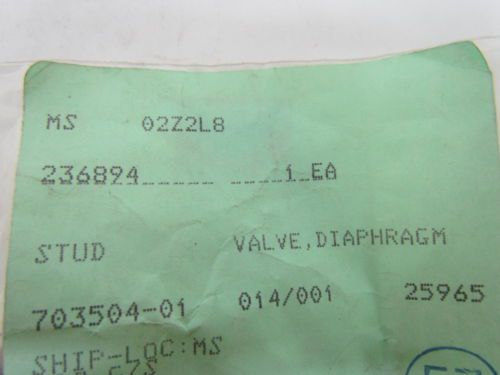 MS 02Z2L8
236894 1 EA
STUD VALVE,DIAPHRAGM
703504-01 014/001 25965
SHIP-LOC:MS